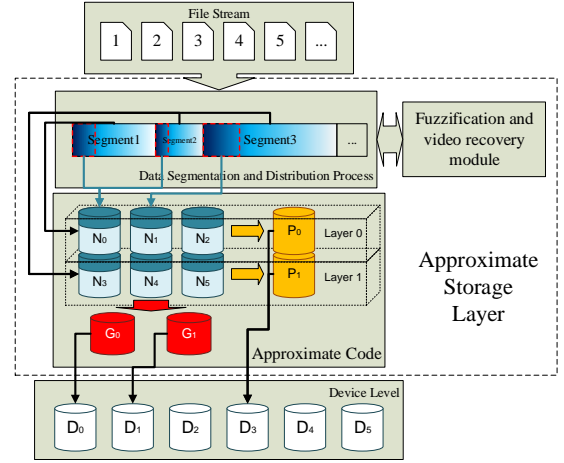 File Stream
1 2 3 4 5 ...
Segment1 Segment2 Segment3 ...
Data Segmentation and Distribution Process
Fuzzification and
video recovery
module
N0 N1 N2 P0 Layer 0
N3 N4 N5 P1 Layer 1
G0 G1
Approximate Code
Approximate
Storage
Layer
Device Level
D0 D1 D2 D3 D4 D5